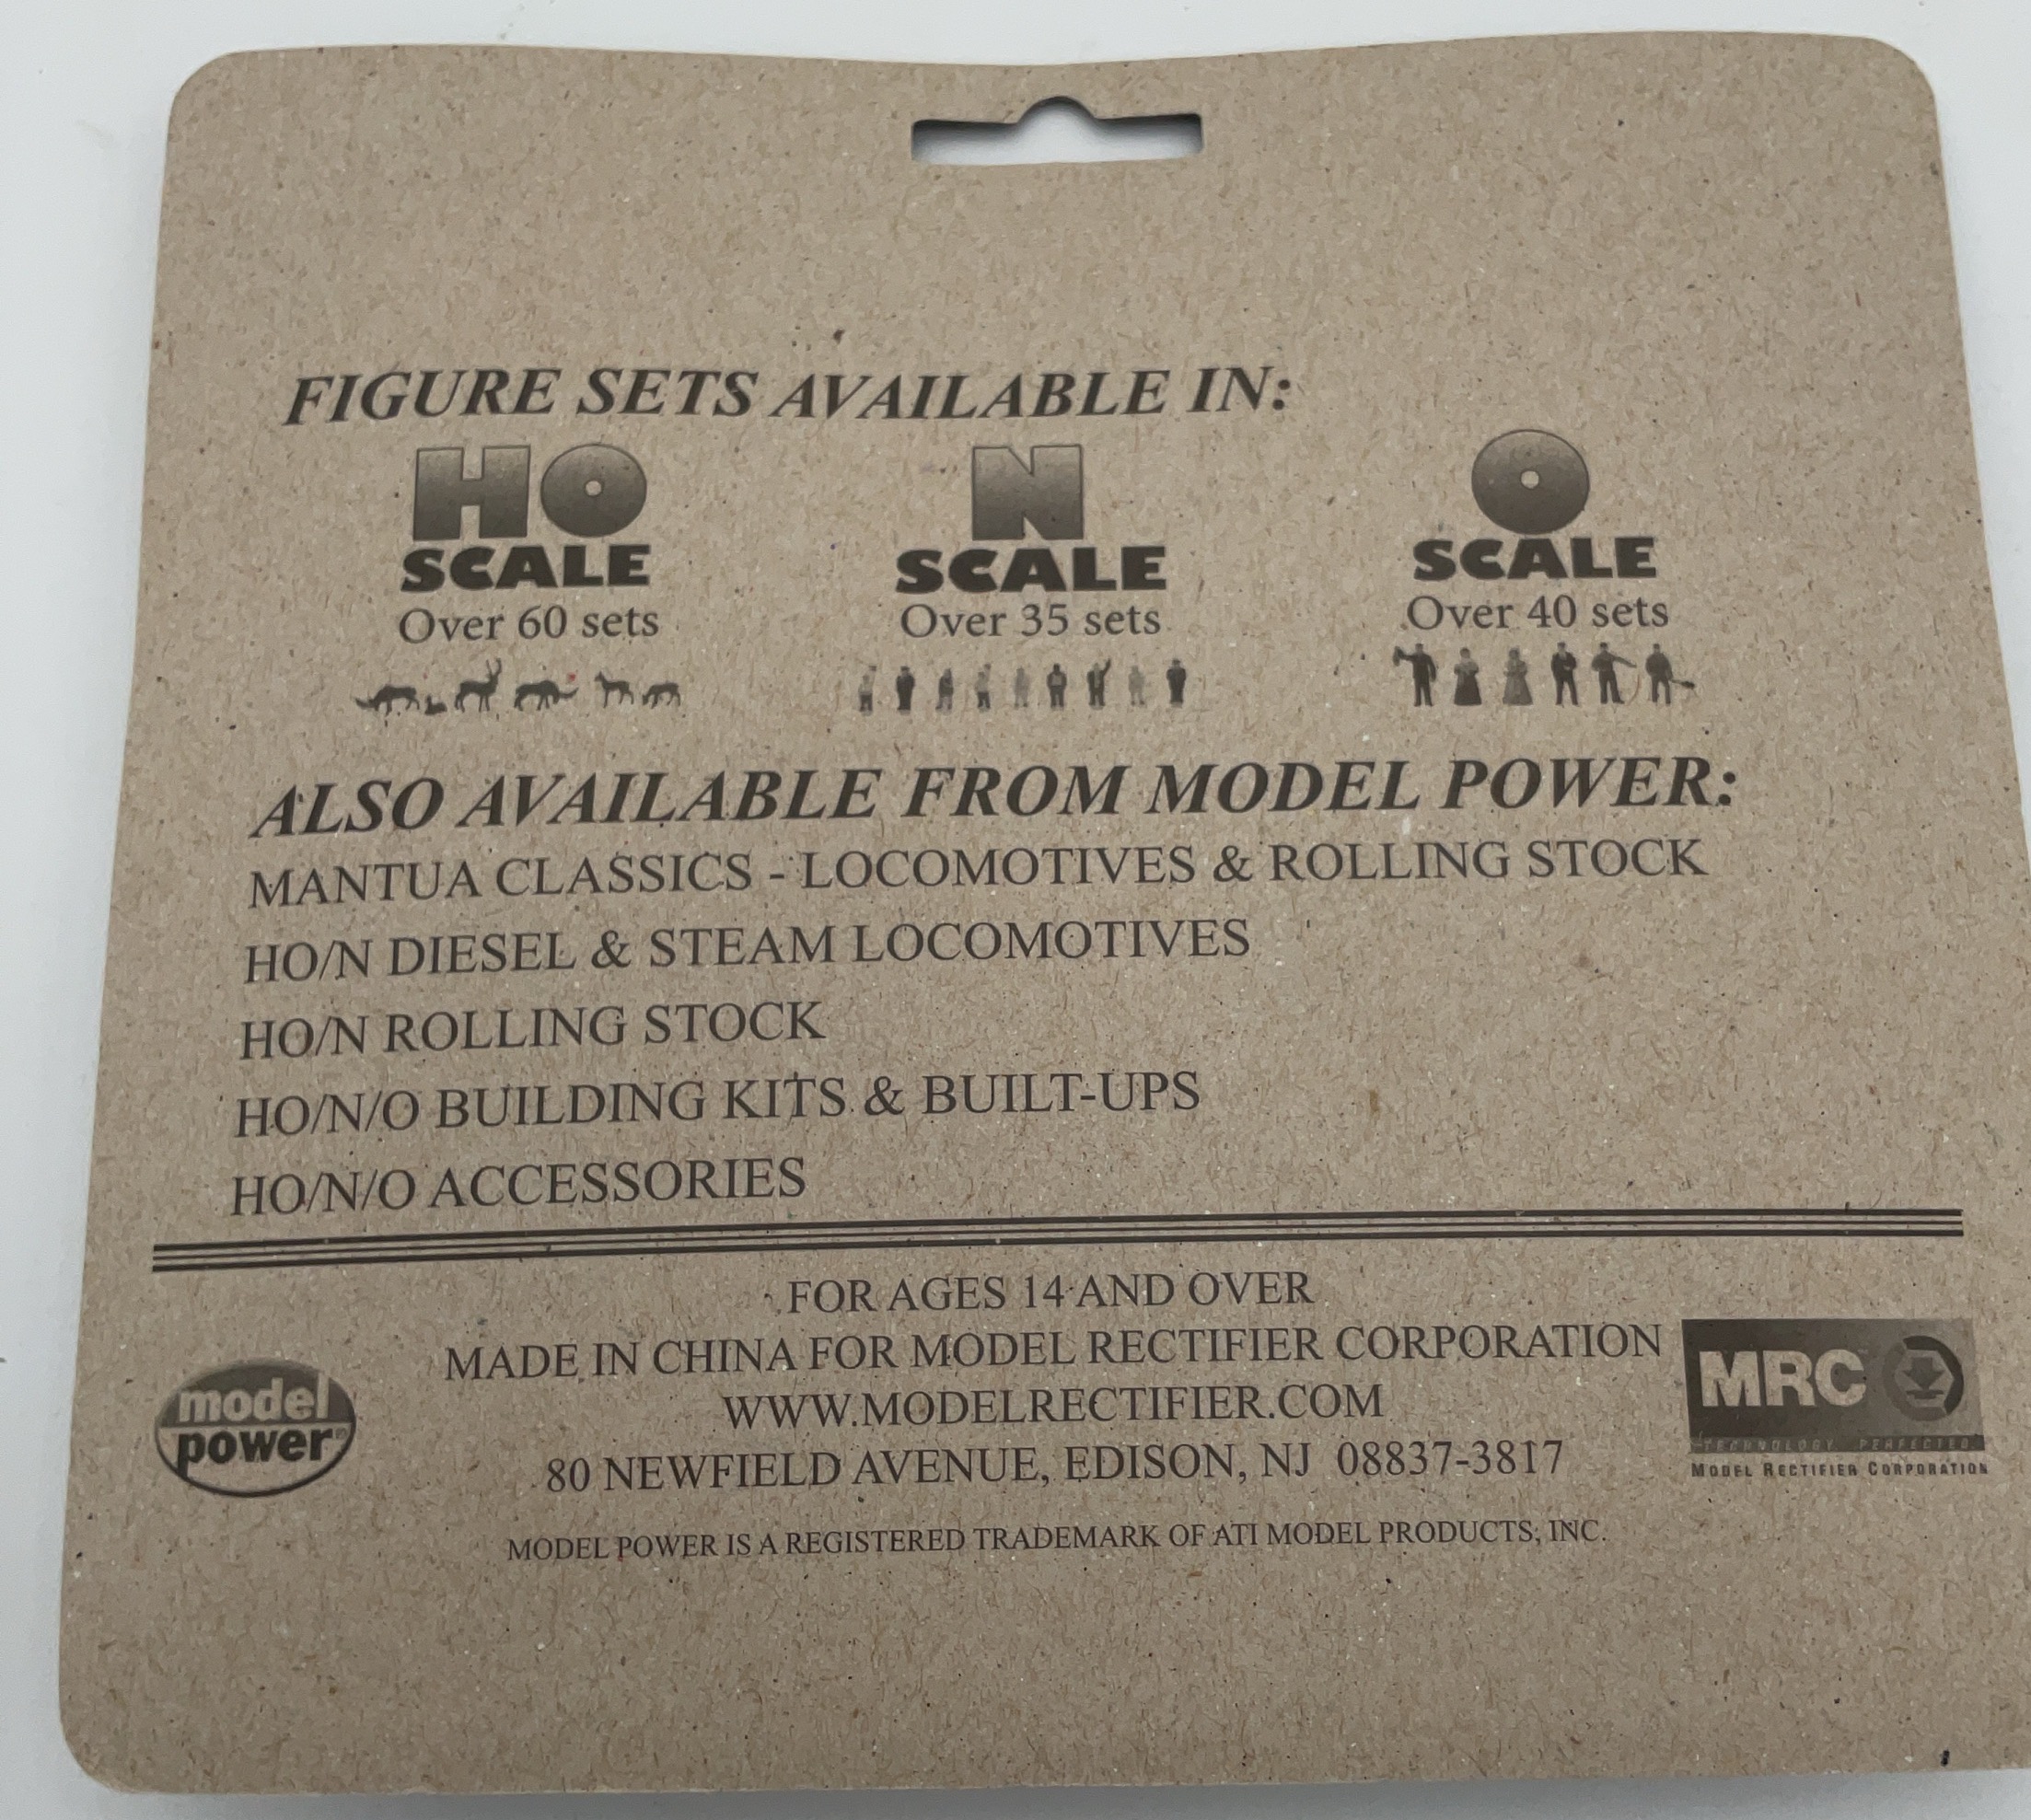 FIGURE SETS AVAILABLE IN:
HO
SCALE
Over 60 sets
N
SCALE
Over 35 sets
O
SCALE
Over 40 sets
ALSO AVAILABLE FROM MODEL POWER:
MANTUA CLASSICS - LOCOMOTIVES & ROLLING STOCK
HO/N DIESEL & STEAM LOCOMOTIVES
HO/N ROLLING STOCK
HO/N/O BUILDING KITS & BUILT-UPS
HO/N/O ACCESSORIES
FOR AGES 14 AND OVER
MADE IN CHINA FOR MODEL RECTIFIER CORPORATION
WWW.MODELRECTIFIER.COM
80 NEWFIELD AVENUE, EDISON, NJ 08837-3817
MODEL POWER IS A REGISTERED TRADEMARK OF ATI MODEL PRODUCTS, INC.
model
power®
MRC
TECHNOLOGY PERFECTED
MODEL RECTIFIER CORPORATION